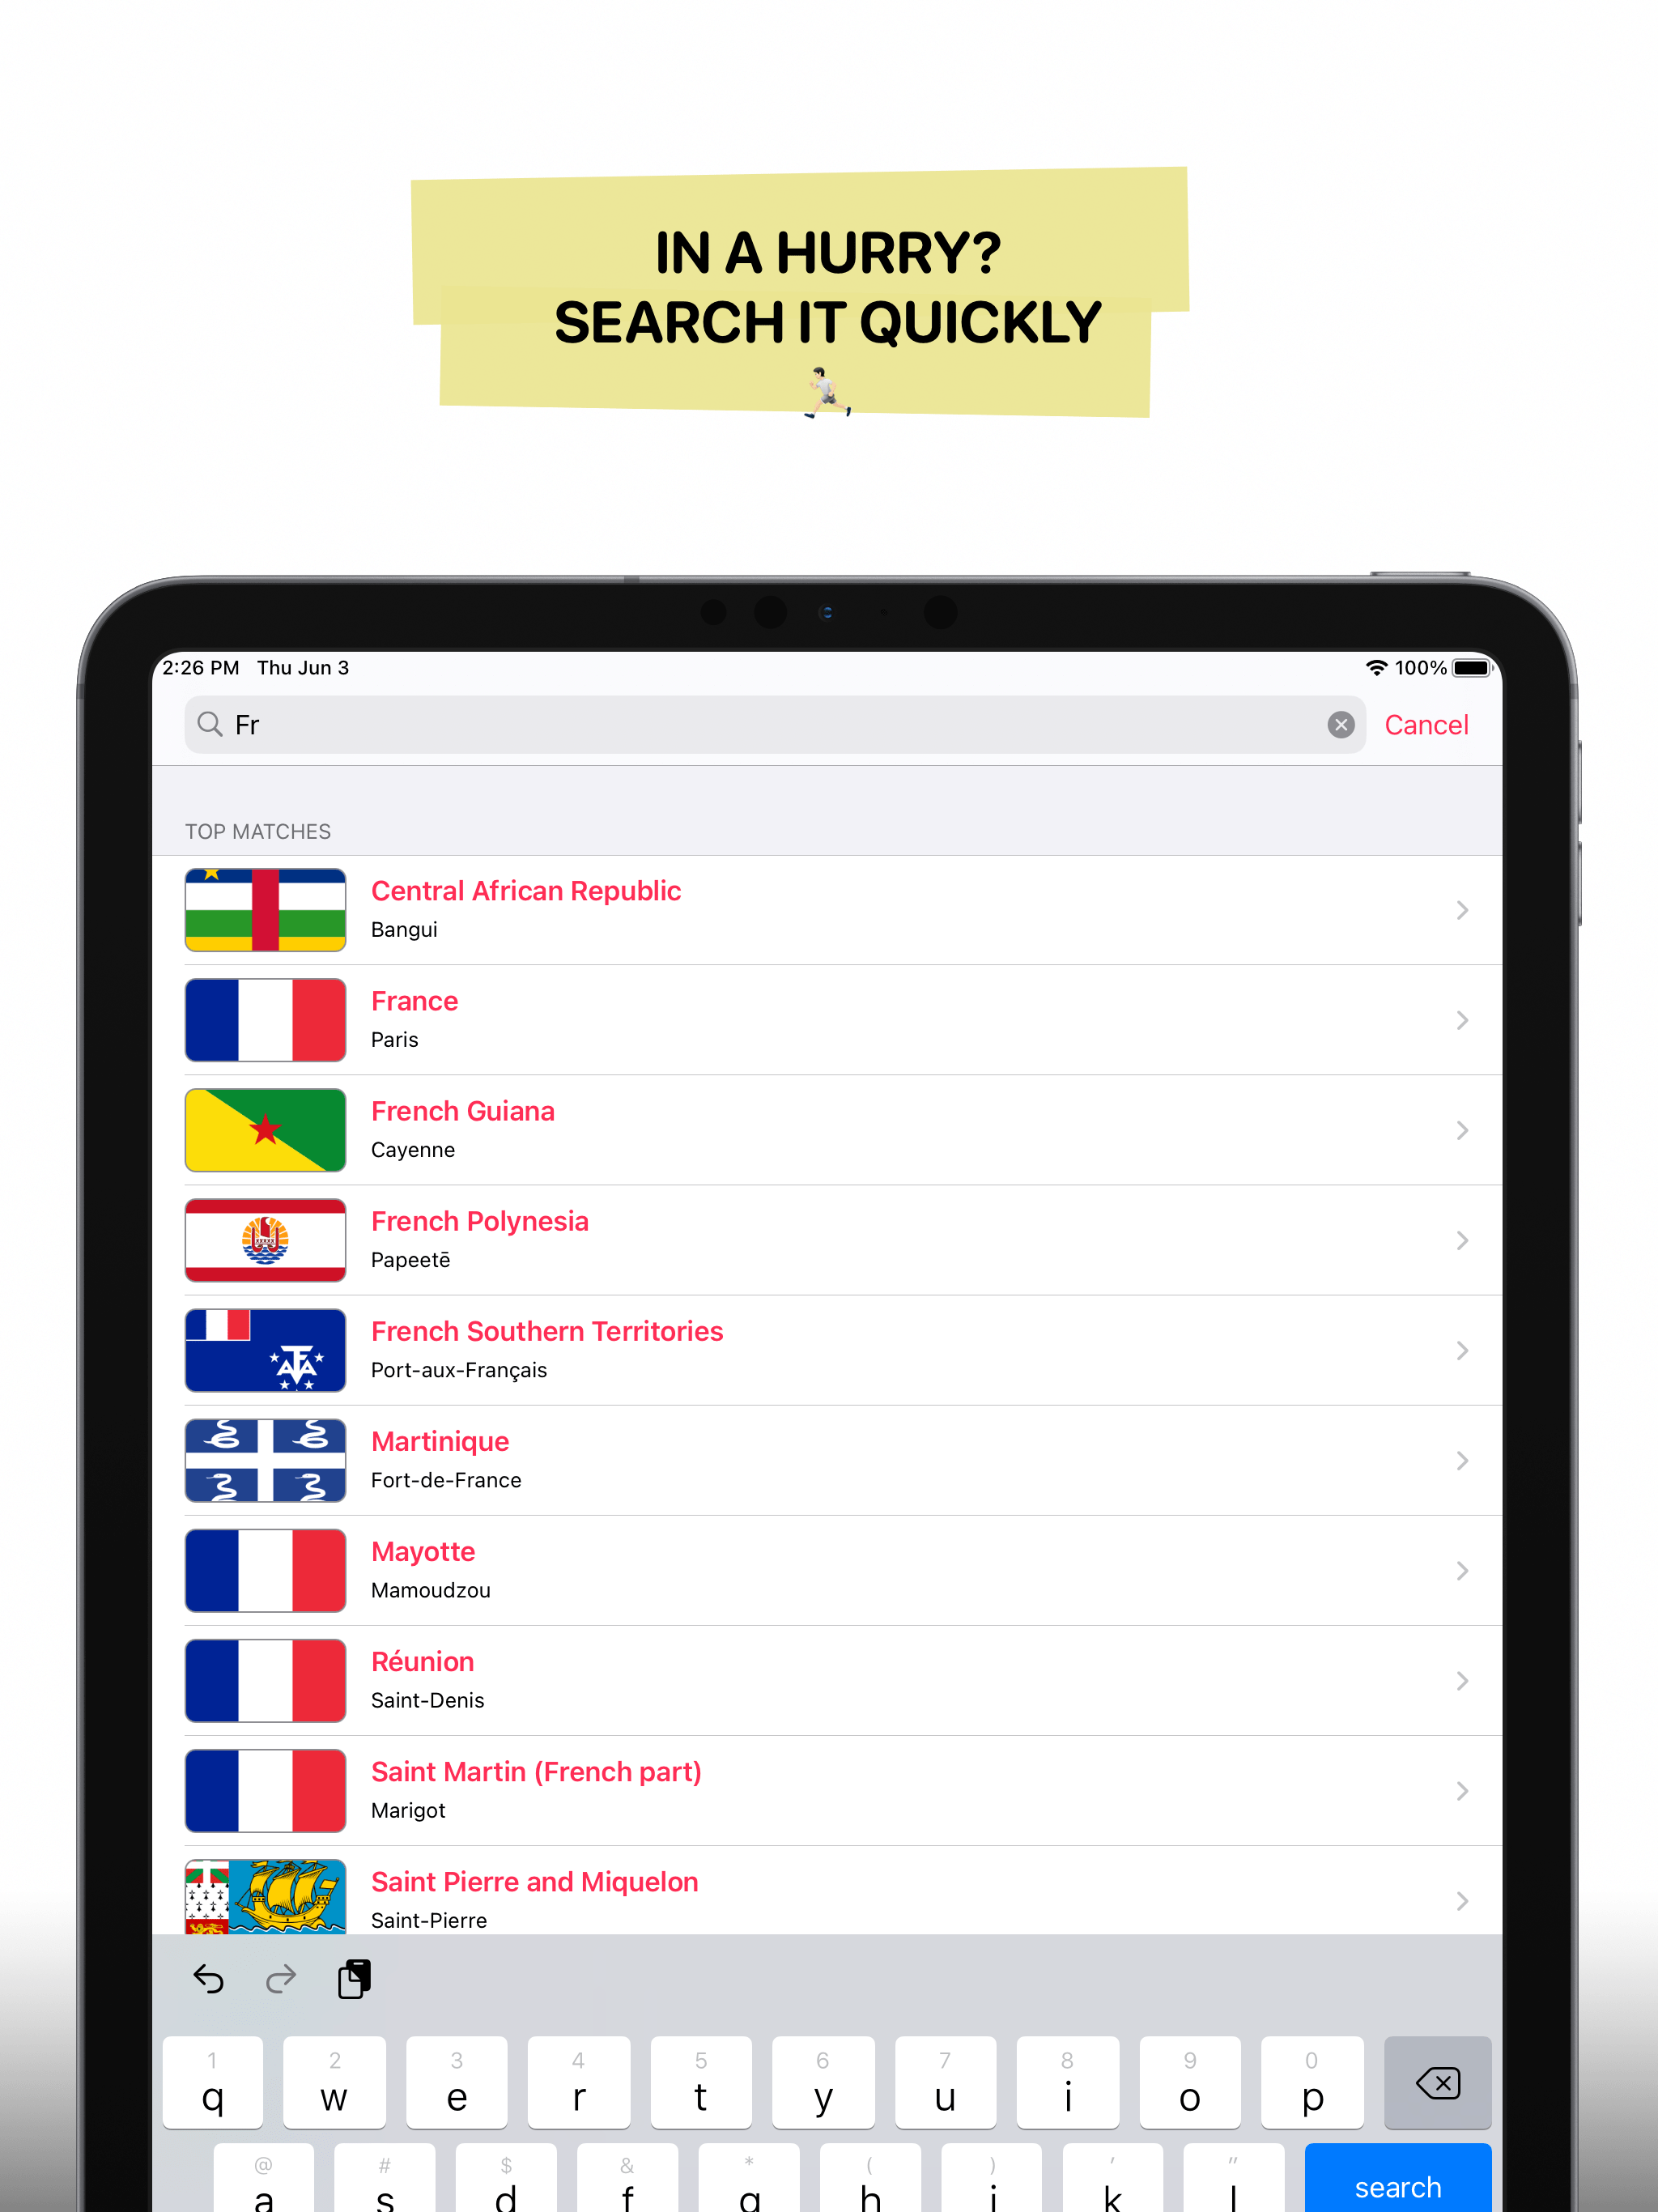 IN A HURRY?
SEARCH IT QUICKLY
2:26 PM Thu Jun 3
100%
Fr
Cancel
TOP MATCHES
Central African Republic
Bangui
France
Paris
French Guiana
Cayenne
French Polynesia
Papeetē
French Southern Territories
Port-aux-Français
Martinique
Fort-de-France
Mayotte
Mamoudzou
Réunion
Saint-Denis
Saint Martin (French part)
Marigot
Saint Pierre and Miquelon
Saint-Pierre
1 2 3 4 5 6 7 8 9 0
q w e r t y u i o p
@ # $ & * ( ) ' "
a s d f g h j k l
search